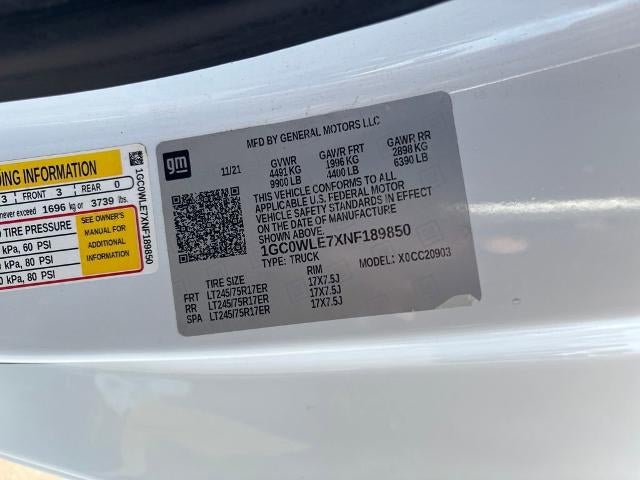 DING INFORMATION
3 FRONT 3 REAR 0
never exceed 1696 kg or 3739 lbs.
TIRE PRESSURE
kPa, 60 PSI
kPa, 80 PSI
0 kPa, 80 PSI
SEE OWNER'S
MANUAL FOR
ADDITIONAL
INFORMATION
1GC0WLE7XNF189850
gm
MFD BY GENERAL MOTORS LLC
11/21 GVWR GAWR FRT GAWR RR
4491 KG 1996 KG 2898 KG
9900 LB 4400 LB 6390 LB
THIS VEHICLE CONFORMS TO ALL
APPLICABLE U.S. FEDERAL MOTOR
VEHICLE SAFETY STANDARDS IN EFFECT
ON THE DATE OF MANUFACTURE
SHOWN ABOVE.
1GC0WLE7XNF189850
TYPE: TRUCK MODEL: X0CC20903
TIRE SIZE RIM
FRT LT245/75R17ER 17X7.5J
RR LT245/75R17ER 17X7.5J
SPA LT245/75R17ER 17X7.5J